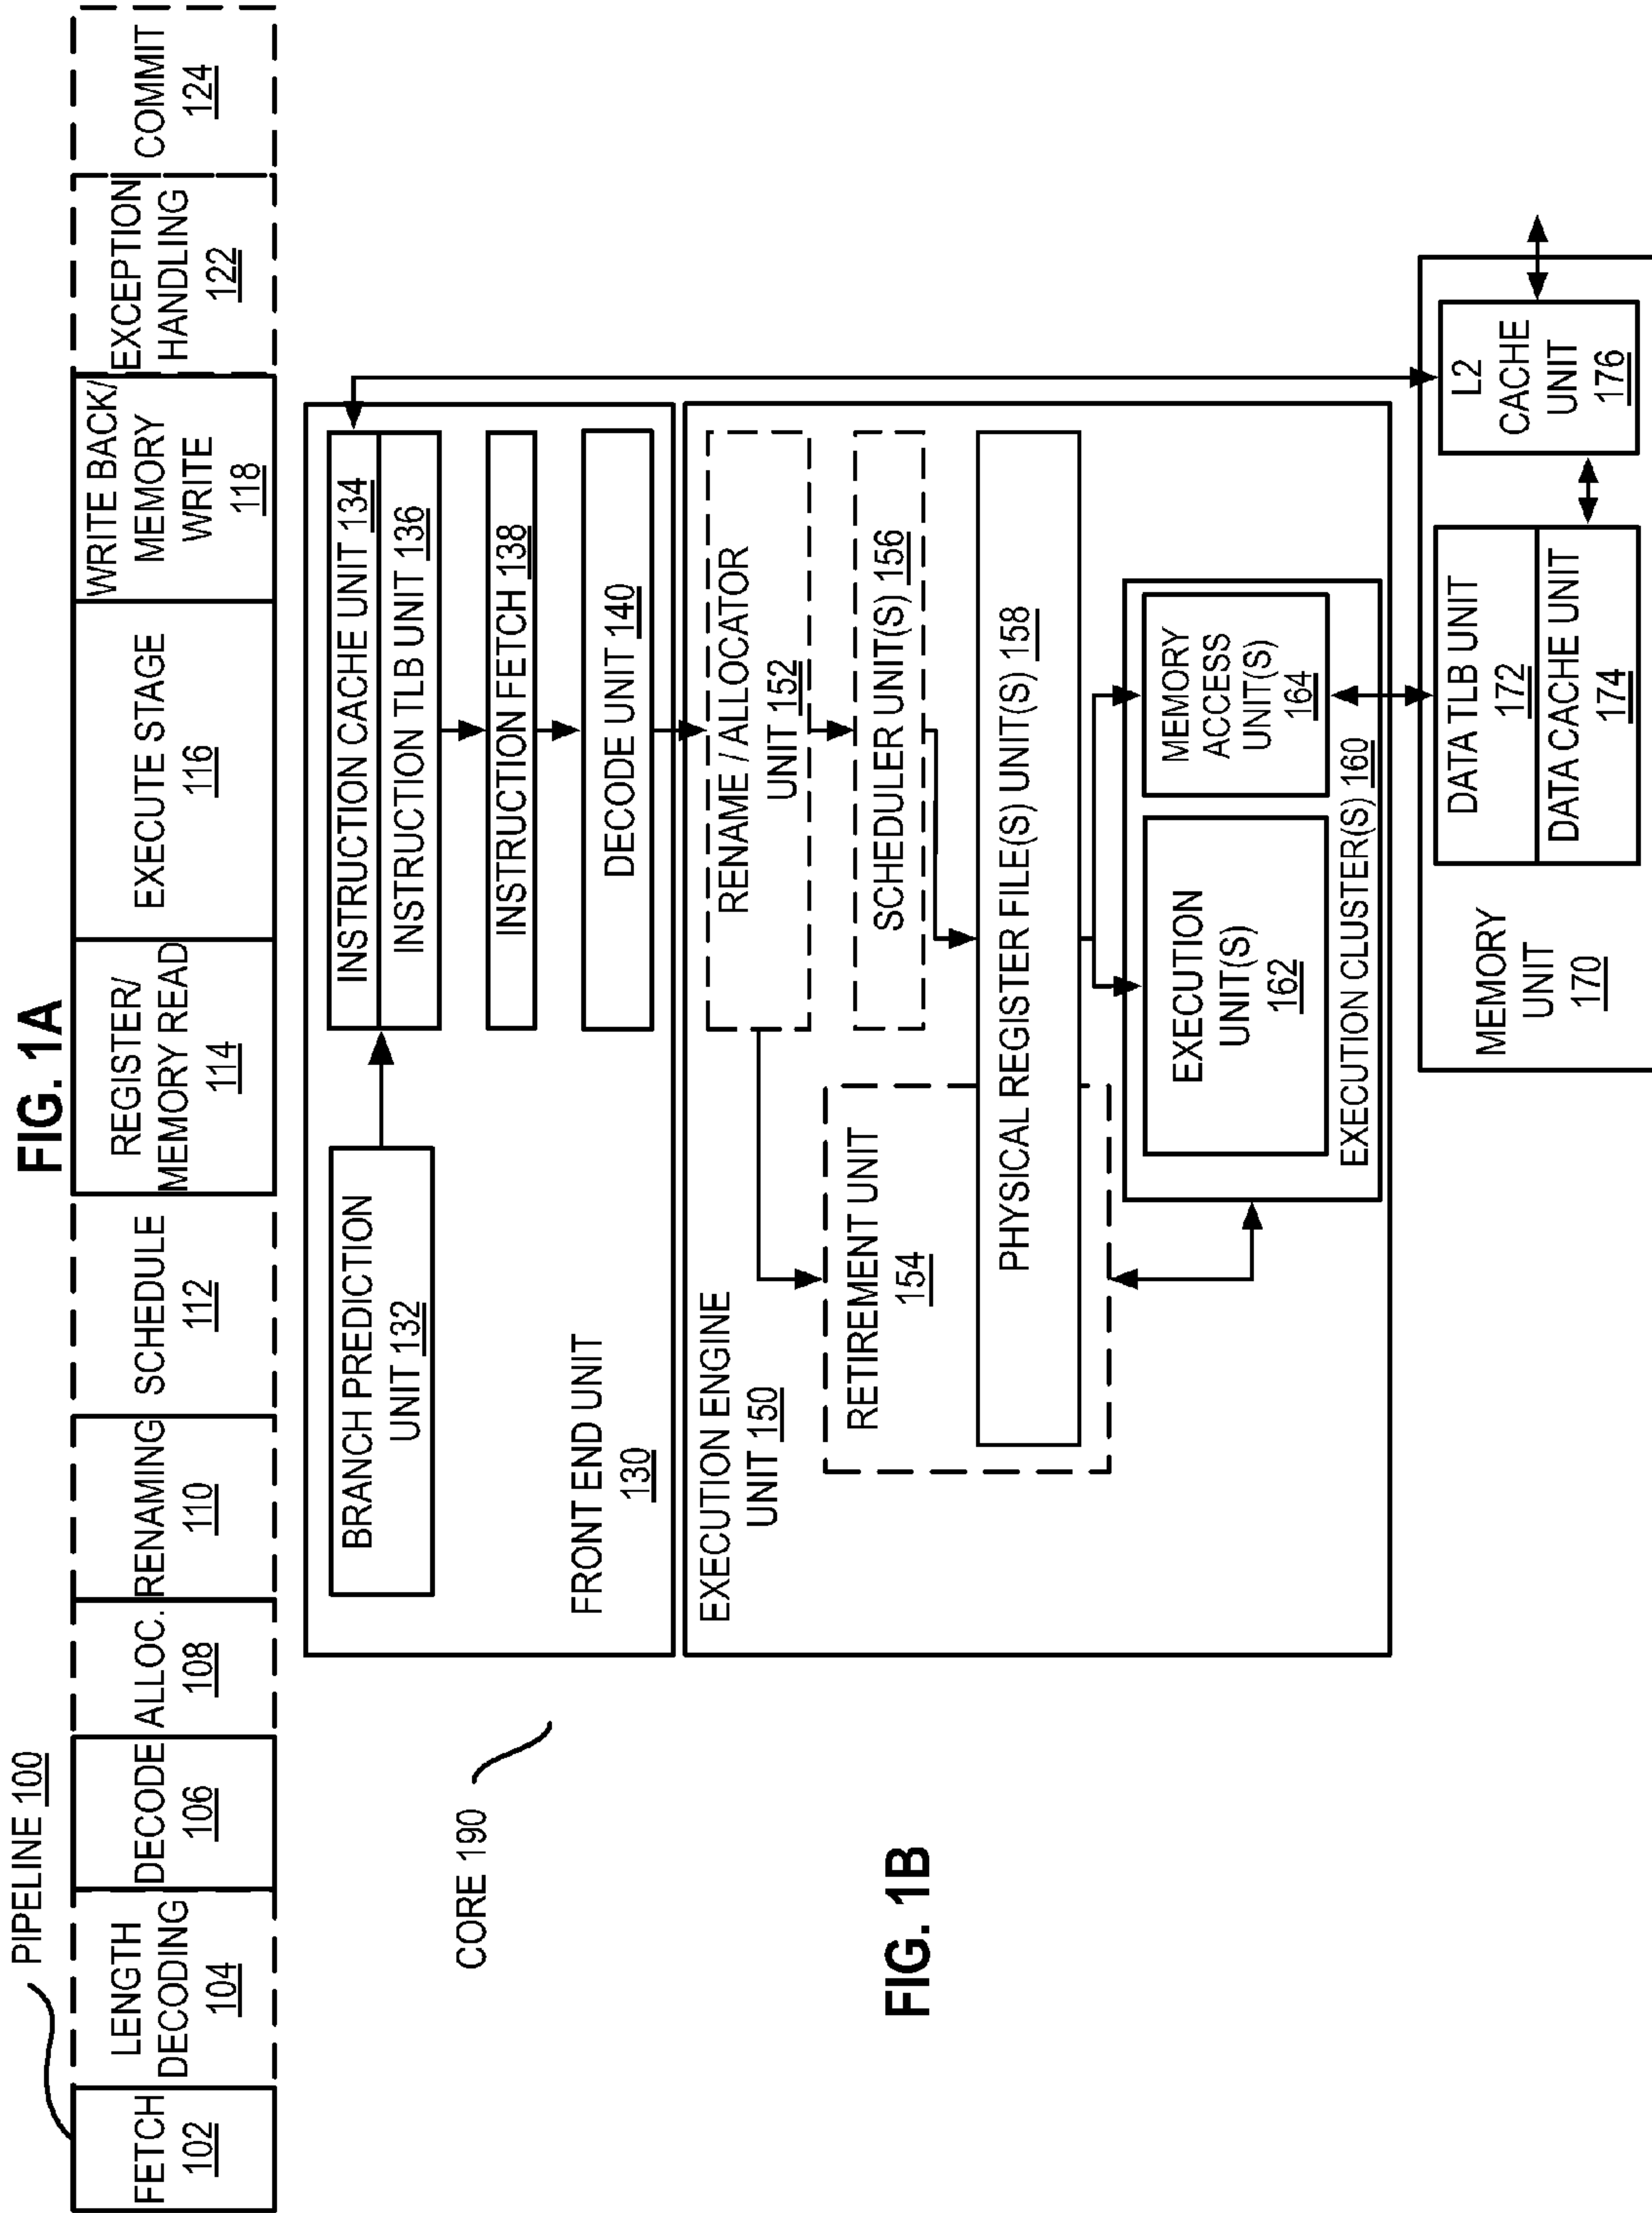 FIG. 1A
PIPELINE 100
FETCH
102
LENGTH
DECODING
104
DECODE
106
ALLOC.
108
RENAMING
110
SCHEDULE
112
REGISTER/
MEMORY READ
114
EXECUTE STAGE
116
WRITE BACK/
MEMORY
WRITE
118
EXCEPTION
HANDLING
122
COMMIT
124
CORE 190
FIG. 1B
BRANCH PREDICTION
UNIT 132
INSTRUCTION CACHE UNIT 134
INSTRUCTION TLB UNIT 136
INSTRUCTION FETCH 138
DECODE UNIT 140
FRONT END UNIT
130
EXECUTION ENGINE
UNIT 150
RENAME / ALLOCATOR
UNIT 152
RETIREMENT UNIT
154
SCHEDULER UNIT(S) 156
PHYSICAL REGISTER FILE(S) UNIT(S) 158
EXECUTION
UNIT(S)
162
MEMORY
ACCESS
UNIT(S)
164
EXECUTION CLUSTER(S) 160
MEMORY
UNIT
170
DATA TLB UNIT
172
DATA CACHE UNIT
174
L2
CACHE
UNIT
176